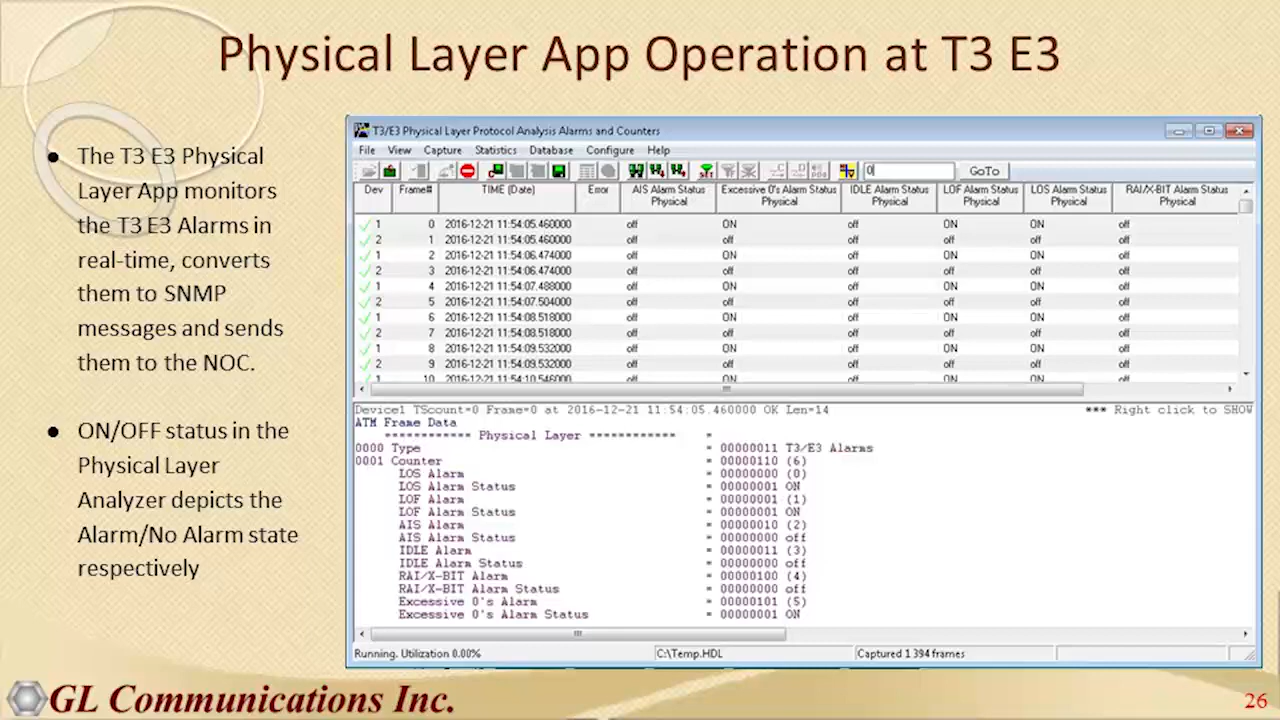 Physical Layer App Operation at T3 E3
● The T3 E3 Physical
Layer App monitors
the T3 E3 Alarms in
real-time, converts
them to SNMP
messages and sends
them to the NOC.
● ON/OFF status in the
Physical Layer
Analyzer depicts the
Alarm/No Alarm state
respectively
T3/E3 Physical Layer Protocol Analysis Alarms and Counters
File View Capture Statistics Database Configure Help
0 GoTo
Dev Frame# TIME (Date) Error AIS Alarm Status Physical Excessive 0's Alarm Status Physical IDLE Alarm Status Physical LOF Alarm Status Physical LOS Alarm Status Physical RAI/X-BIT Alarm Status Physical
1 0 2016-12-21 11:54:05.460000 off ON off ON ON off
2 1 2016-12-21 11:54:05.460000 off off off off off off
1 2 2016-12-21 11:54:06.474000 off ON off ON ON off
2 3 2016-12-21 11:54:06.474000 off off off off off off
1 4 2016-12-21 11:54:07.488000 off ON off ON ON off
2 5 2016-12-21 11:54:07.504000 off off off off off off
1 6 2016-12-21 11:54:08.518000 off ON off ON ON off
2 7 2016-12-21 11:54:08.518000 off off off off off off
1 8 2016-12-21 11:54:09.532000 off ON off ON ON off
2 9 2016-12-21 11:54:09.532000 off off off off off off
1 10 2016-12-21 11:54:10.546000 off ON off ON ON off
Device1 TScount=0 Frame=0 at 2016-12-21 11:54:05.460000 OK Len=14 *** Right click to SHOW
ATM Frame Data
============ Physical Layer ============ =
0000 Type = 00000011 T3/E3 Alarms
0001 Counter = 00000110 (6)
LOS Alarm = 00000000 (0)
LOS Alarm Status = 00000001 ON
LOF Alarm = 00000001 (1)
LOF Alarm Status = 00000001 ON
AIS Alarm = 00000010 (2)
AIS Alarm Status = 00000000 off
IDLE Alarm = 00000011 (3)
IDLE Alarm Status = 00000000 off
RAI/X-BIT Alarm = 00000100 (4)
RAI/X-BIT Alarm Status = 00000000 off
Excessive 0's Alarm = 00000101 (5)
Excessive 0's Alarm Status = 00000001 ON
Running. Utilization 0.00% C:\Temp.HDL Captured 1 394 frames
GL Communications Inc.
26